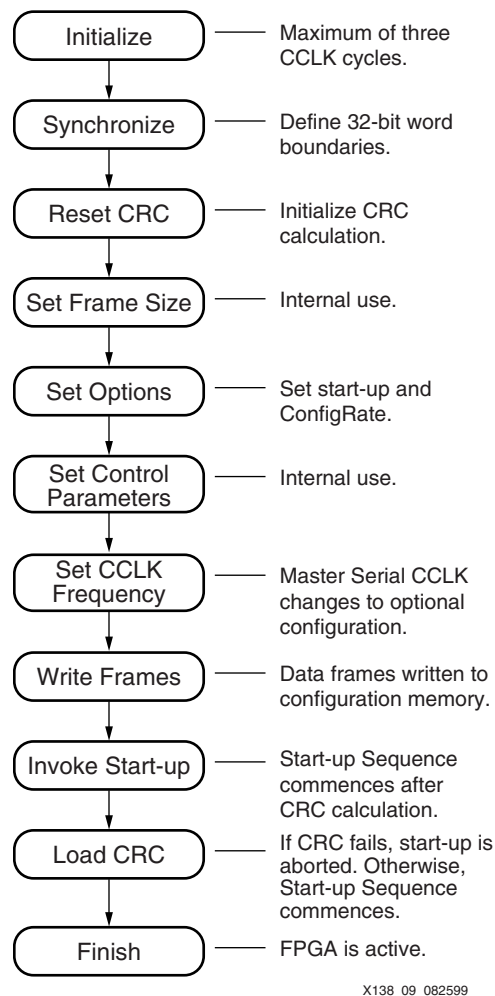 Initialize
Maximum of three
CCLK cycles.
Synchronize
Define 32-bit word
boundaries.
Reset CRC
Initialize CRC
calculation.
Set Frame Size
Internal use.
Set Options
Set start-up and
ConfigRate.
Set Control
Parameters
Internal use.
Set CCLK
Frequency
Master Serial CCLK
changes to optional
configuration.
Write Frames
Data frames written to
configuration memory.
Invoke Start-up
Start-up Sequence
commences after
CRC calculation.
Load CRC
If CRC fails, start-up is
aborted. Otherwise,
Start-up Sequence
commences.
Finish
FPGA is active.
X138_09_082599